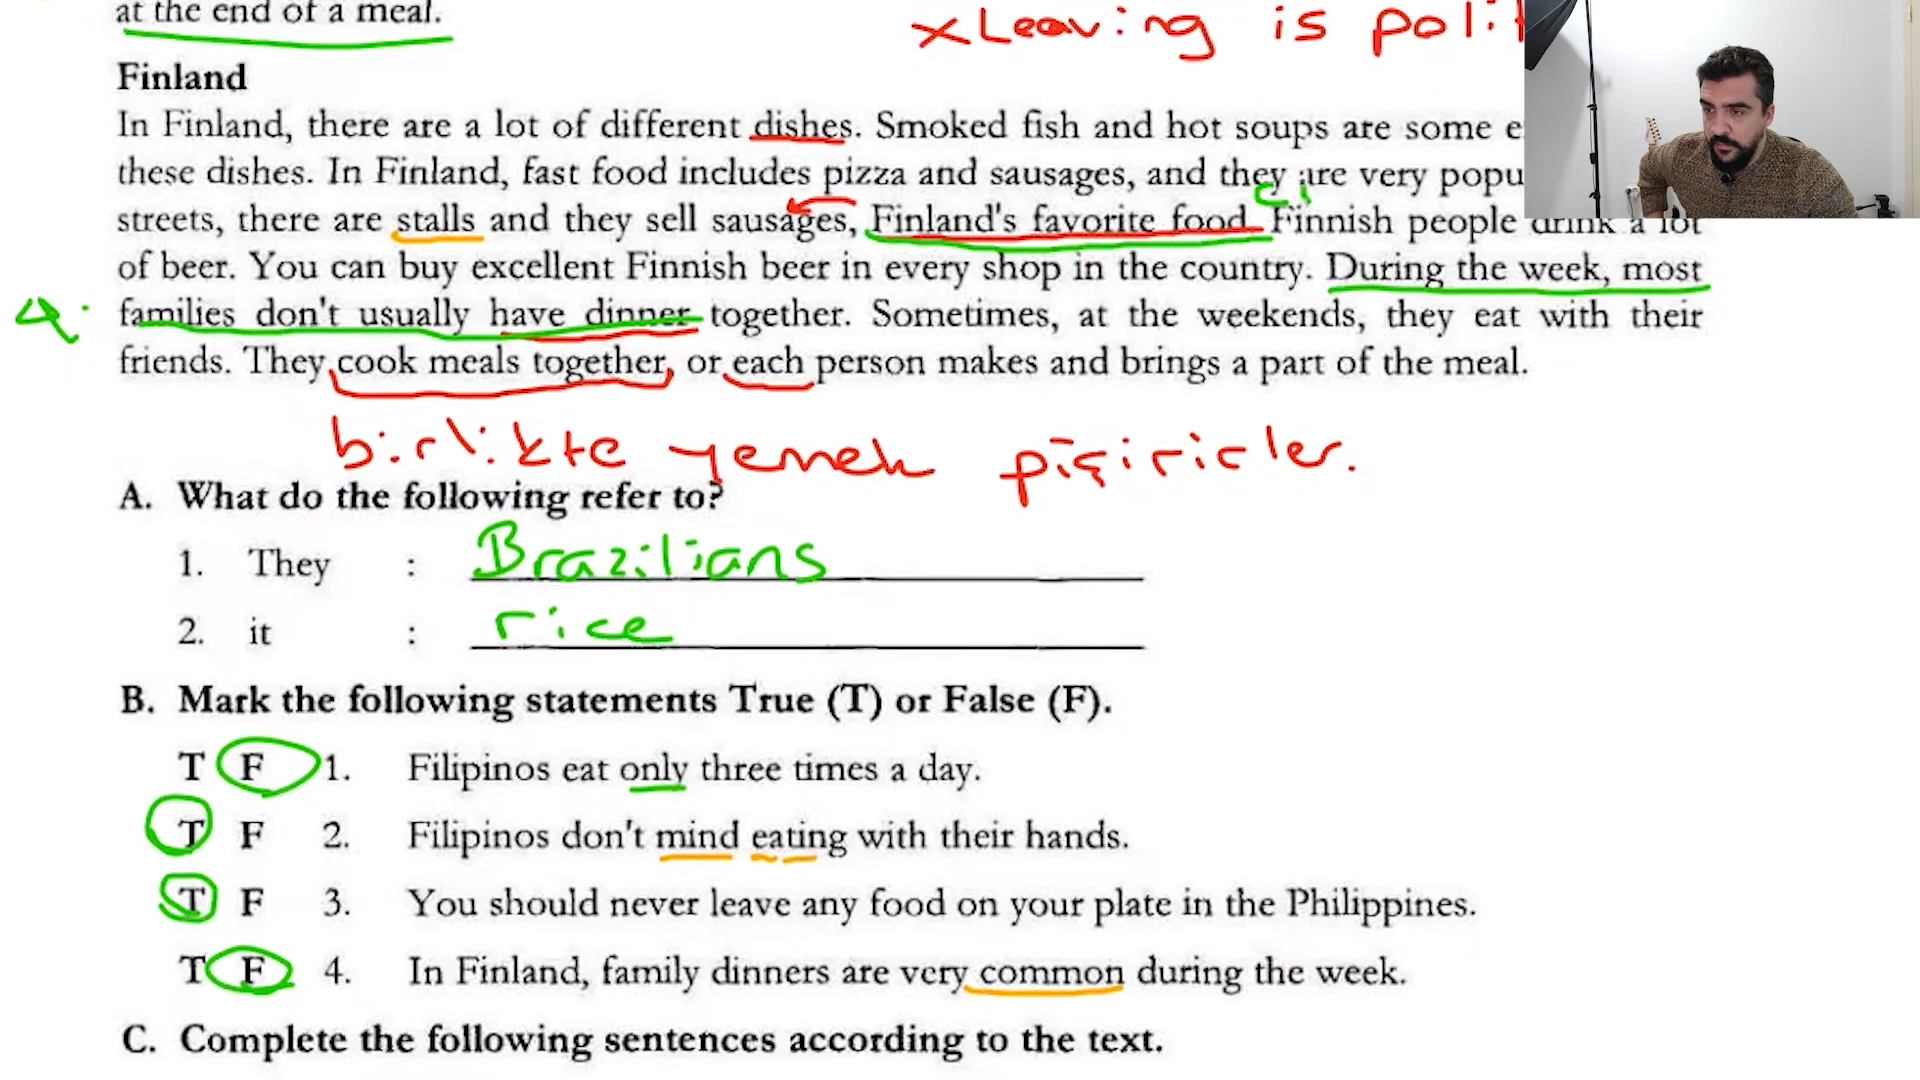 at the end of a meal.
xLeaving is polit
Finland
In Finland, there are a lot of different dishes. Smoked fish and hot soups are some e
these dishes. In Finland, fast food includes pizza and sausages, and they are very popu
streets, there are stalls and they sell sausages, Finland's favorite food. Finnish people drink a lot
of beer. You can buy excellent Finnish beer in every shop in the country. During the week, most
4. families don't usually have dinner together. Sometimes, at the weekends, they eat with their
friends. They cook meals together, or each person makes and brings a part of the meal.
birlikte yemek pişirirler.
A. What do the following refer to?
1. They : Brazilians
2. it : rice
B. Mark the following statements True (T) or False (F).
T F 1. Filipinos eat only three times a day.
T F 2. Filipinos don't mind eating with their hands.
T F 3. You should never leave any food on your plate in the Philippines.
T F 4. In Finland, family dinners are very common during the week.
C. Complete the following sentences according to the text.